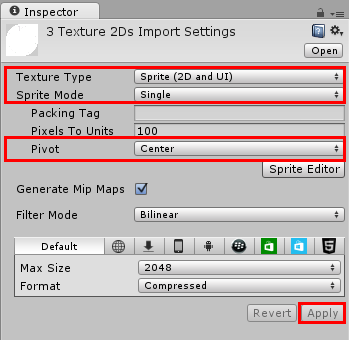 Inspector
3 Texture 2Ds Import Settings
Open
Texture Type Sprite (2D and UI)
Sprite Mode Single
Packing Tag
Pixels To Units 100
Pivot Center
Sprite Editor
Generate Mip Maps
Filter Mode Bilinear
Default
Max Size 2048
Format Compressed
Revert Apply